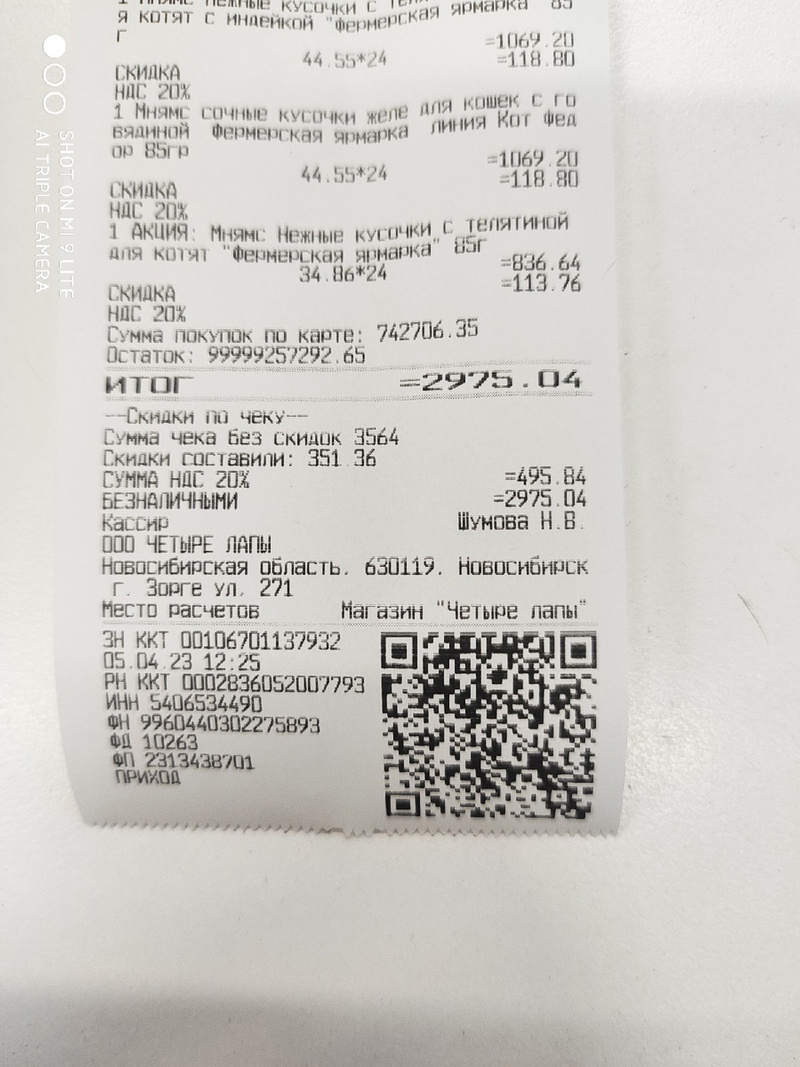 1 Мнямс Нежные кусочки с 85
я котят с индейкой "Фермерская ярмарка"
г
=1069.20
44.55*24
=118.80
СКИДКА
НДС 20%
1 Мнямс сочные кусочки желе для кошек с го
вядиной Фермерская ярмарка линия Кот Фед
ор 85гр
=1069.20
44.55*24
=118.80
СКИДКА
НДС 20%
1 АКЦИЯ: Мнямс Нежные кусочки с телятиной
для котят "Фермерская ярмарка" 85г
34.86*24 =836.64
СКИДКА =113.76
НДС 20%
Сумма покупок по карте: 742706.35
Остаток: 99999257292.65
ИТОГ =2975.04
--Скидки по чеку--
Сумма чека без скидок 3564
Скидки составили: 351.36
СУММА НДС 20% =495.84
БЕЗНАЛИЧНЫМИ =2975.04
Кассир Шумова Н.В.
ООО ЧЕТЫРЕ ЛАПЫ
Новосибирская область, 630119, Новосибирск
г. Зорге ул, 271
Место расчетов Магазин "Четыре лапы"
ЗН ККТ 00106701137932
05.04.23 12:25
РН ККТ 0002836052007793
ИНН 5406534490
ФН 9960440302275893
ФД 10263
ФП 2313438701
ПРИХОД
SHOT ON MI 9 LITE
AI TRIPLE CAMERA